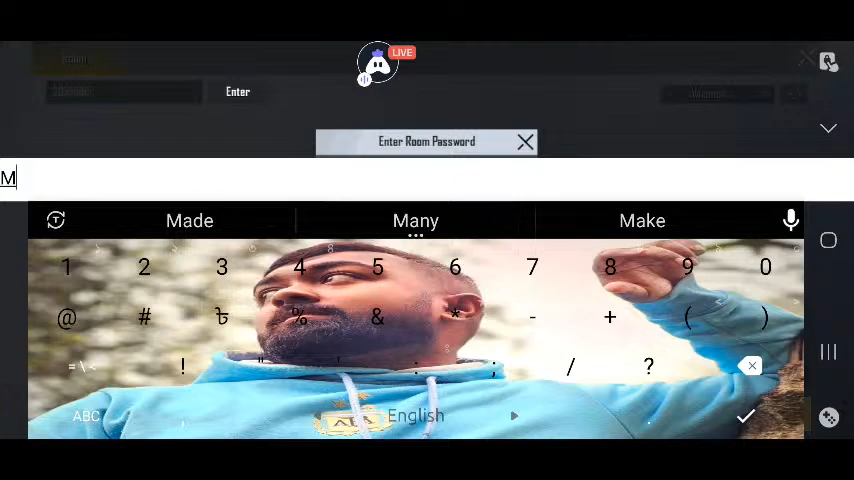 LIVE
Enter
Enter Room Password
M
Made Many Make
1 2 3 4 5 6 7 8 9 0
@ # ৳ % & * - + ( )
= \ < ! " ' : ; / ?
ABC , English .